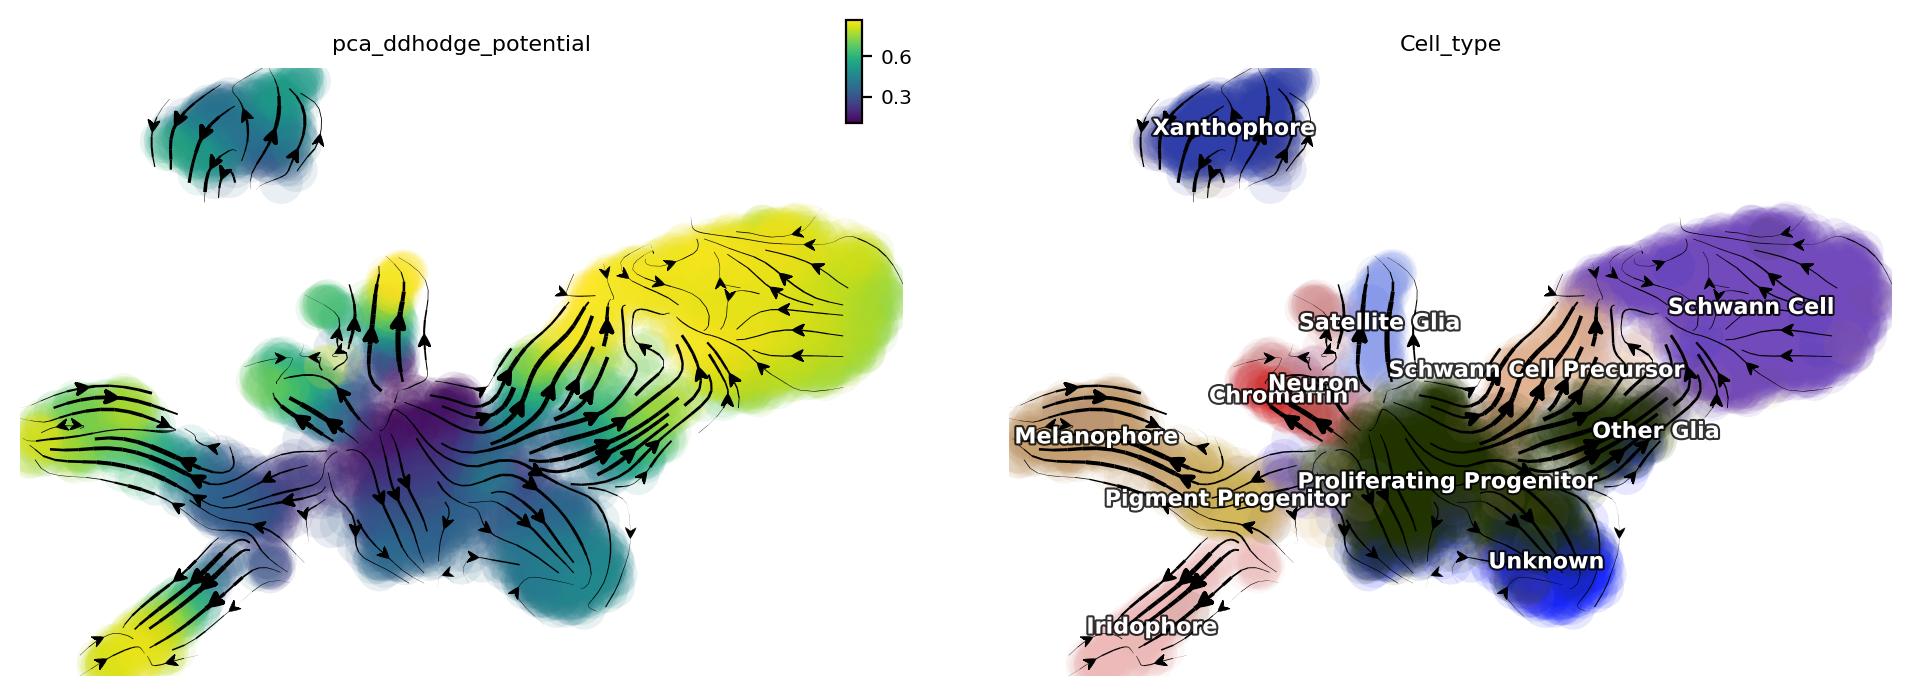 pca_ddhodge_potential
0.6
0.3
Cell_type
Xanthophore
Schwann Cell
Satellite Glia
Schwann Cell Precursor
Neuron
Chromaffin
Other Glia
Melanophore
Proliferating Progenitor
Pigment Progenitor
Unknown
Iridophore